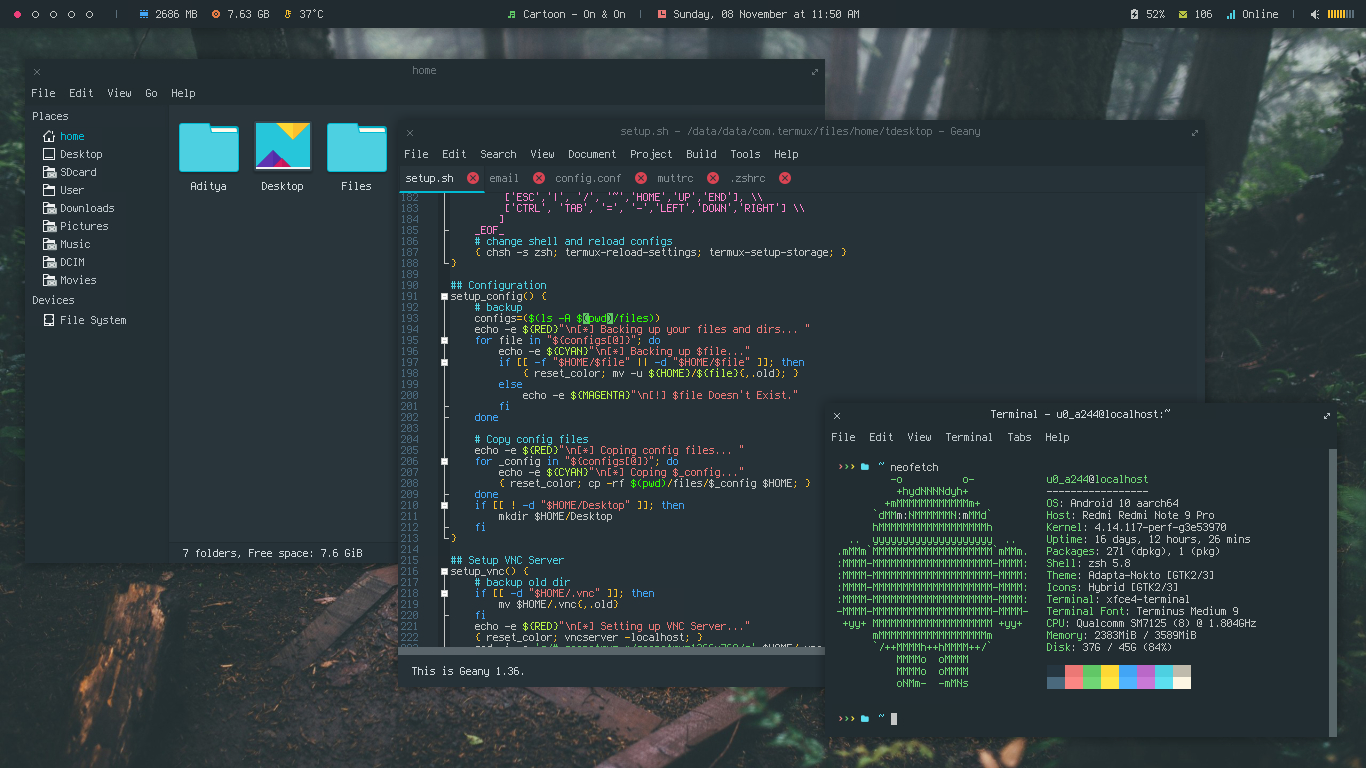 2686 MB 7.63 GB 37°C Cartoon - On & On Sunday, 08 November at 11:50 AM 52% 106 Online
home
File Edit View Go Help
Places
home
Desktop
SDcard
User
Downloads
Pictures
Music
DCIM
Movies
Devices
File System
Aditya Desktop Files
7 folders, Free space: 7.6 GiB
setup.sh - /data/data/com.termux/files/home/tdesktop - Geany
File Edit Search View Document Project Build Tools Help
setup.sh email config.conf muttrc .zshrc
182 ['ESC','|', '/', '~','HOME','UP','END'], \\
183 ['CTRL', 'TAB', '=', '-','LEFT','DOWN','RIGHT'] \\
184 ]
185 _EOF_
186 # change shell and reload configs
187 { chsh -s zsh; termux-reload-settings; termux-setup-storage; }
188 }
189
190 ## Configuration
191 setup_config() {
192 # backup
193 configs=($(ls -A $(pwd)/files))
194 echo -e ${RED}"\n[*] Backing up your files and dirs... "
195 for file in "${configs[@]}"; do
196 echo -e ${CYAN}"\n[*] Backing up $file..."
197 if [[ -f "$HOME/$file" || -d "$HOME/$file" ]]; then
198 { reset_color; mv -u ${HOME}/${file}{,.old}; }
199 else
200 echo -e ${MAGENTA}"\n[!] $file Doesn't Exist."
201 fi
202 done
203
204 # Copy config files
205 echo -e ${RED}"\n[*] Coping config files... "
206 for _config in "${configs[@]}"; do
207 echo -e ${CYAN}"\n[*] Coping $_config..."
208 { reset_color; cp -rf $(pwd)/files/$_config $HOME; }
209 done
210 if [[ ! -d "$HOME/Desktop" ]]; then
211 mkdir $HOME/Desktop
212 fi
213 }
214
215 ## Setup VNC Server
216 setup_vnc() {
217 # backup old dir
218 if [[ -d "$HOME/.vnc" ]]; then
219 mv $HOME/.vnc{,.old}
220 fi
221 echo -e ${RED}"\n[*] Setting up VNC Server..."
222 { reset_color; vncserver -localhost; }
This is Geany 1.36.
Terminal - u0_a244@localhost:~
File Edit View Terminal Tabs Help
››› ~ neofetch
u0_a244@localhost
-----------------
OS: Android 10 aarch64
Host: Redmi Redmi Note 9 Pro
Kernel: 4.14.117-perf-g3e53970
Uptime: 16 days, 12 hours, 26 mins
Packages: 271 (dpkg), 1 (pkg)
Shell: zsh 5.8
Theme: Adapta-Nokto [GTK2/3]
Icons: Hybrid [GTK2/3]
Terminal: xfce4-terminal
Terminal Font: Terminus Medium 9
CPU: Qualcomm SM7125 (8) @ 1.804GHz
Memory: 2383MiB / 3589MiB
Disk: 37G / 45G (84%)
››› ~